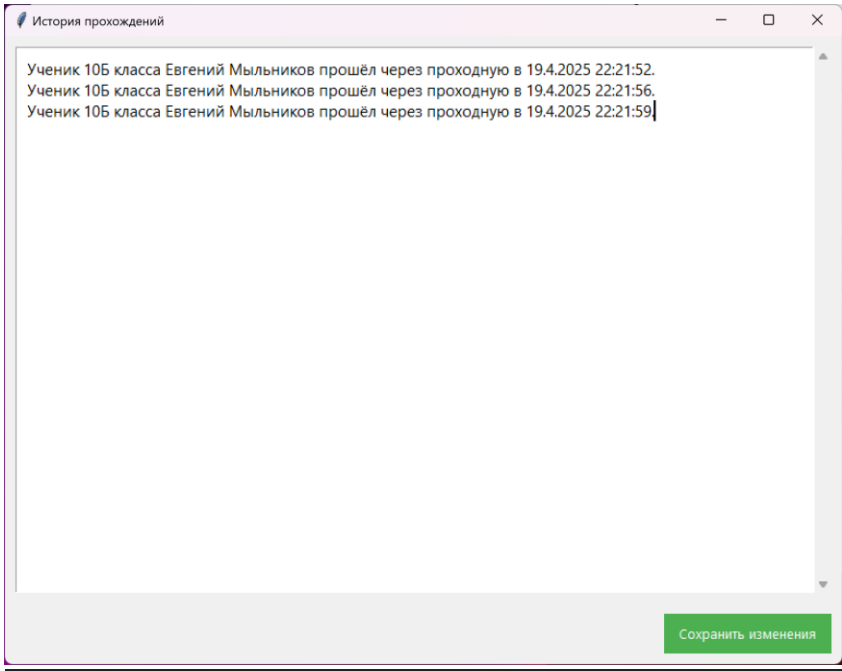 История прохождений
Ученик 10Б класса Евгений Мыльников прошёл через проходную в 19.4.2025 22:21:52.
Ученик 10Б класса Евгений Мыльников прошёл через проходную в 19.4.2025 22:21:56.
Ученик 10Б класса Евгений Мыльников прошёл через проходную в 19.4.2025 22:21:59.
Сохранить изменения